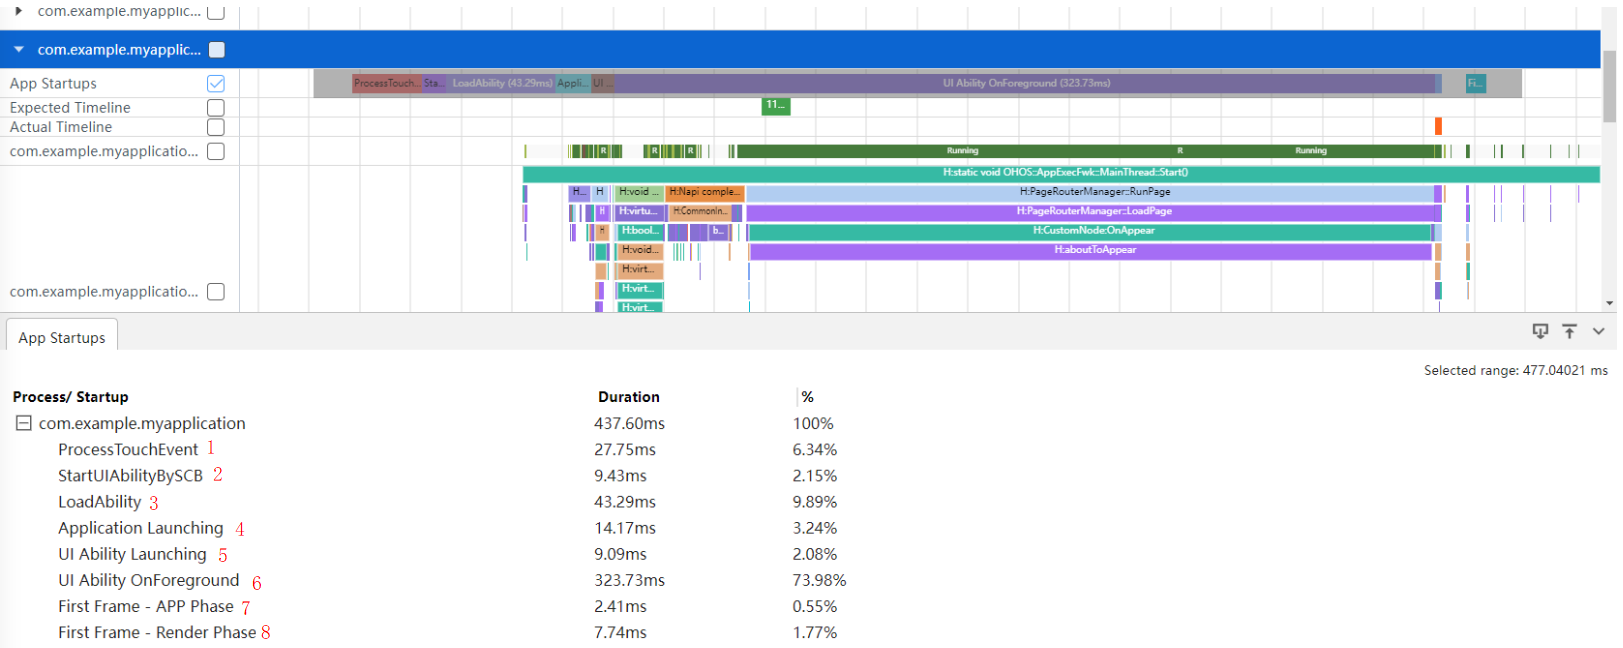 com.example.myapplic...
com.example.myapplic...
App Startups ProcessTouch... Sta... LoadAbility (43.29ms) Appli... UI ... UI Ability OnForeground (323.73ms) Fi...
Expected Timeline 11...
Actual Timeline
com.example.myapplicatio... R R R Running R Running
H:static void OHOS::AppExecFwk::MainThread::Start()
H... H H:void ... H:Napi comple... H:PageRouterManager::RunPage
H H:virtu... H:CommonIn... H:PageRouterManager::LoadPage
H H:bool... b... H:CustomNode:OnAppear
H:void... H:aboutToAppear
H:virt...
com.example.myapplicatio... H:virt...
H:virt...
App Startups
Selected range: 477.04021 ms
Process/ Startup Duration %
com.example.myapplication 437.60ms 100%
ProcessTouchEvent 1 27.75ms 6.34%
StartUIAbilityBySCB 2 9.43ms 2.15%
LoadAbility 3 43.29ms 9.89%
Application Launching 4 14.17ms 3.24%
UI Ability Launching 5 9.09ms 2.08%
UI Ability OnForeground 6 323.73ms 73.98%
First Frame - APP Phase 7 2.41ms 0.55%
First Frame - Render Phase 8 7.74ms 1.77%